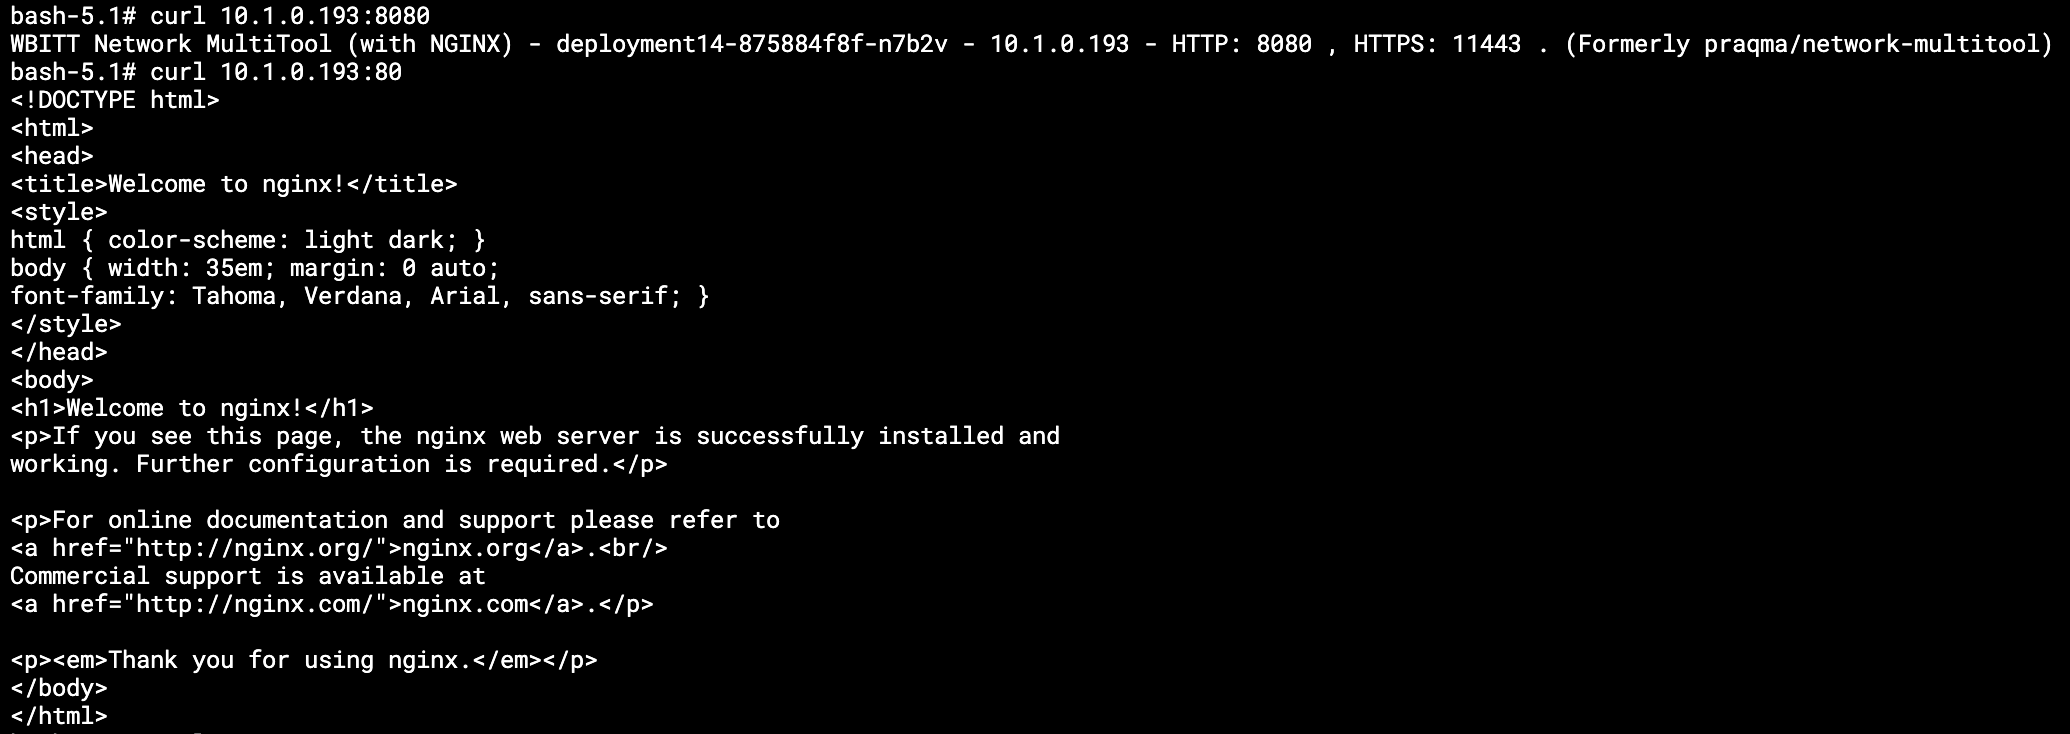 bash-5.1# curl 10.1.0.193:8080
WBITT Network MultiTool (with NGINX) - deployment14-875884f8f-n7b2v - 10.1.0.193 - HTTP: 8080 , HTTPS: 11443 . (Formerly praqma/network-multitool)
bash-5.1# curl 10.1.0.193:80
<!DOCTYPE html>
<html>
<head>
<title>Welcome to nginx!</title>
<style>
html { color-scheme: light dark; }
body { width: 35em; margin: 0 auto;
font-family: Tahoma, Verdana, Arial, sans-serif; }
</style>
</head>
<body>
<h1>Welcome to nginx!</h1>
<p>If you see this page, the nginx web server is successfully installed and
working. Further configuration is required.</p>

<p>For online documentation and support please refer to
<a href="http://nginx.org/">nginx.org</a>.<br/>
Commercial support is available at
<a href="http://nginx.com/">nginx.com</a>.</p>

<p><em>Thank you for using nginx.</em></p>
</body>
</html>